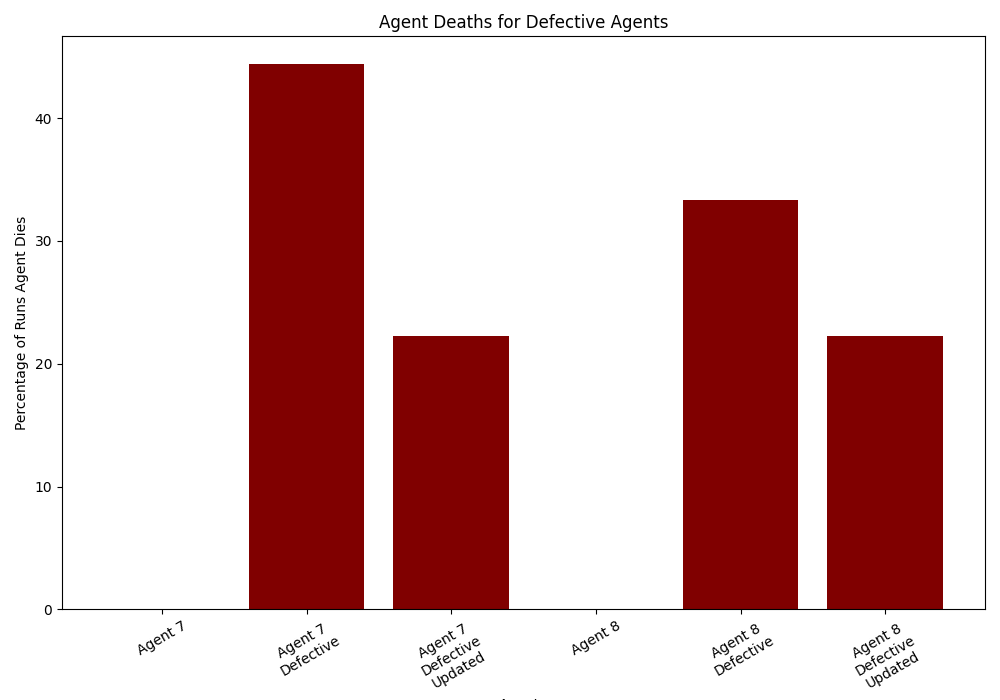 Agent Deaths for Defective Agents
Percentage of Runs Agent Dies
40
30
20
10
0
Agent 7
Agent 7
Defective
Agent 7
Defective
Updated
Agent 8
Agent 8
Defective
Agent 8
Defective
Updated